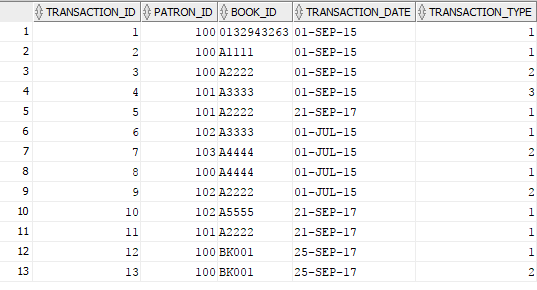 TRANSACTION_ID PATRON_ID BOOK_ID TRANSACTION_DATE TRANSACTION_TYPE
1 1 100 0132943263 01-SEP-15 1
2 2 100 A1111 01-SEP-15 1
3 3 100 A2222 01-SEP-15 2
4 4 101 A3333 01-SEP-15 3
5 5 101 A2222 21-SEP-17 1
6 6 102 A3333 01-JUL-15 1
7 7 103 A4444 01-JUL-15 2
8 8 100 A4444 01-JUL-15 1
9 9 102 A2222 01-JUL-15 2
10 10 102 A5555 21-SEP-17 1
11 11 101 A2222 21-SEP-17 1
12 12 100 BK001 25-SEP-17 1
13 13 100 BK001 25-SEP-17 2